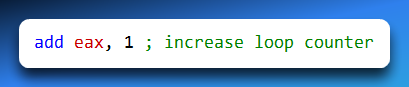 add eax, 1 ; increase loop counter